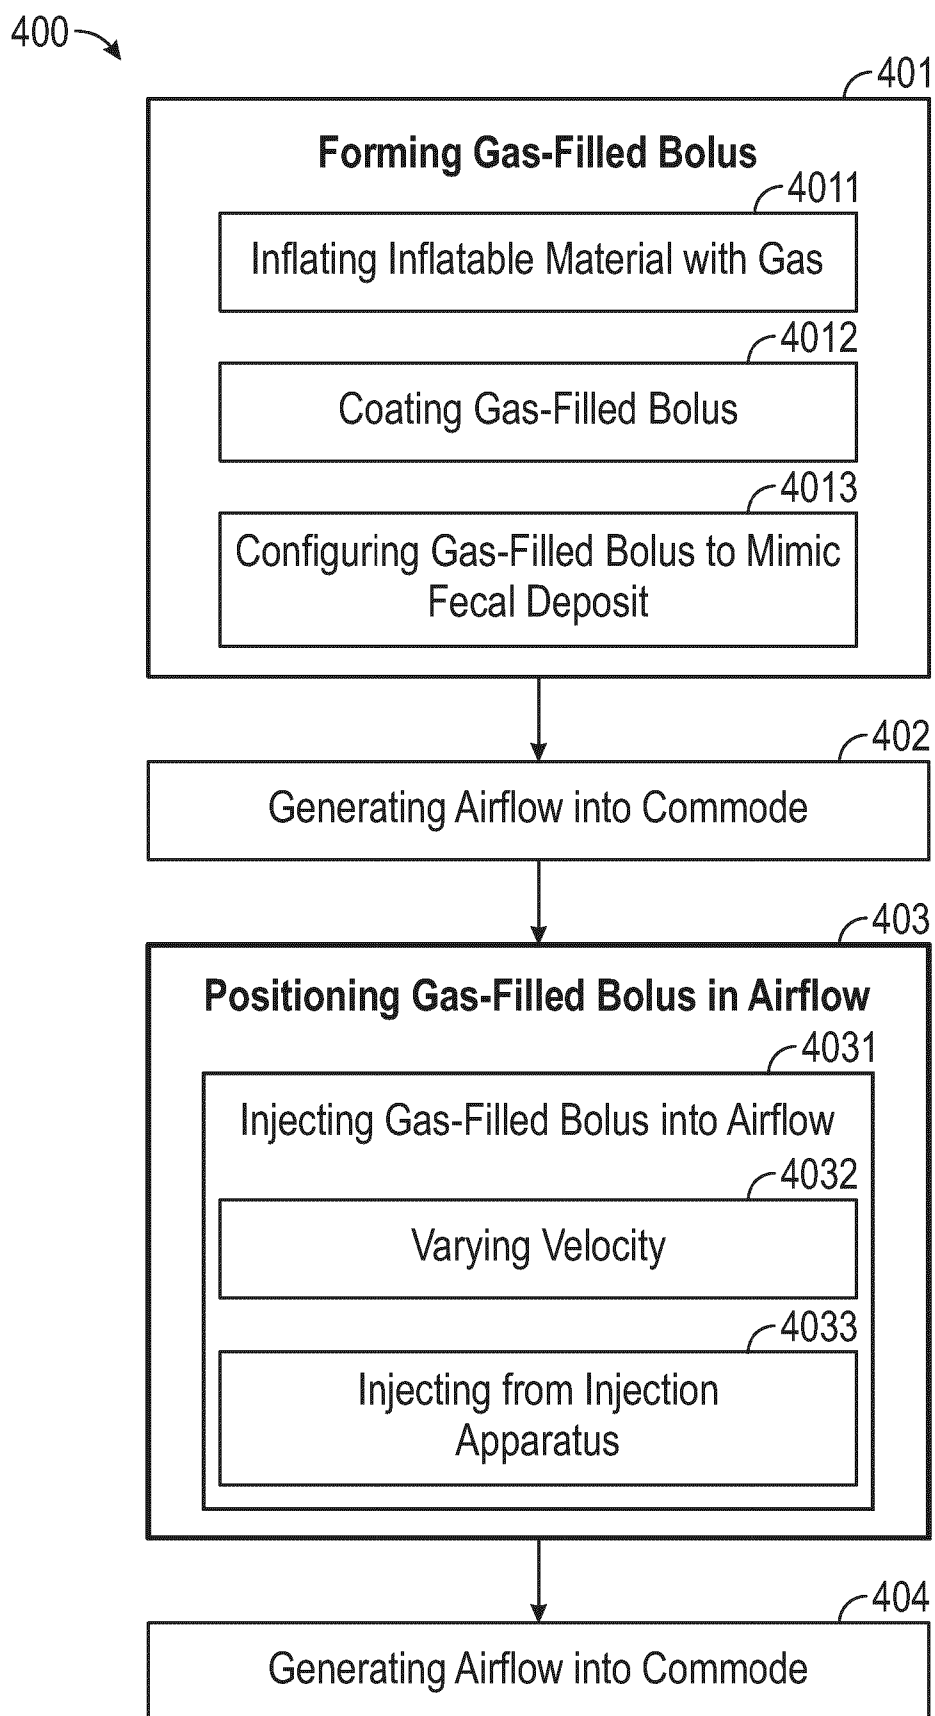 400
401
Forming Gas-Filled Bolus
4011
Inflating Inflatable Material with Gas
4012
Coating Gas-Filled Bolus
4013
Configuring Gas-Filled Bolus to Mimic
Fecal Deposit
402
Generating Airflow into Commode
403
Positioning Gas-Filled Bolus in Airflow
4031
Injecting Gas-Filled Bolus into Airflow
4032
Varying Velocity
4033
Injecting from Injection
Apparatus
404
Generating Airflow into Commode